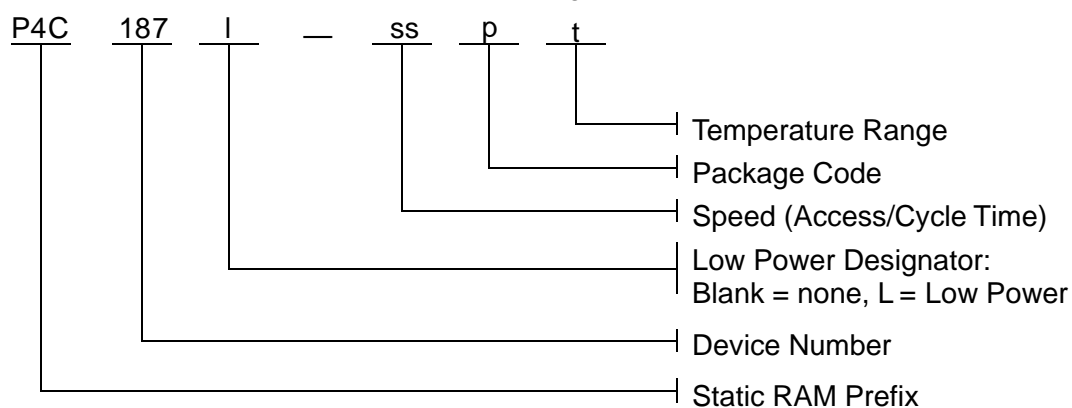 P4C 187 l — ss p t
Temperature Range
Package Code
Speed (Access/Cycle Time)
Low Power Designator:
Blank = none, L = Low Power
Device Number
Static RAM Prefix